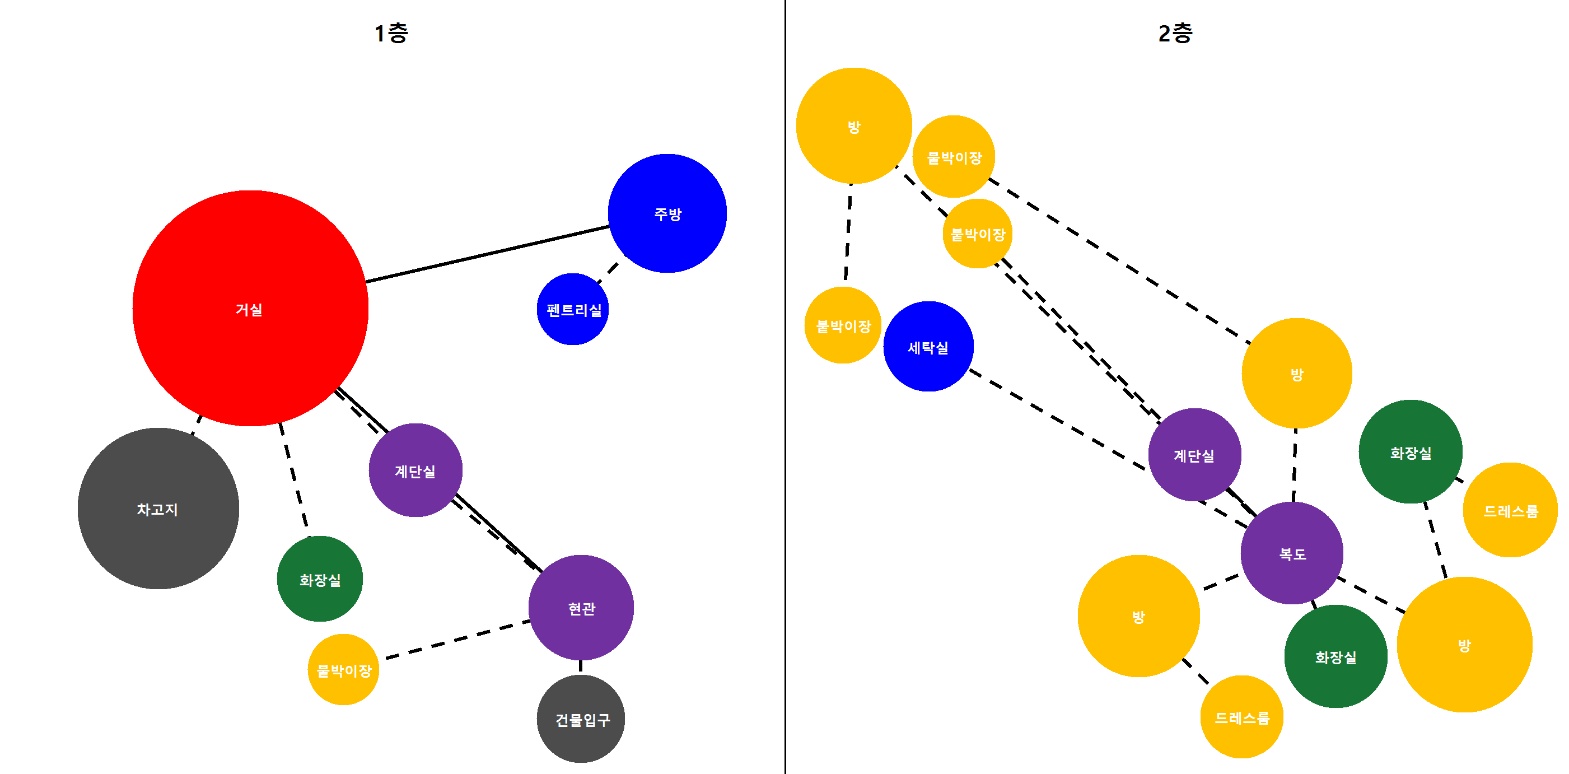 1층
주방
거실
펜트리실
계단실
차고지
화장실
현관
붙박이장
건물입구
2층
방
붙박이장
붙박이장
붙박이장
세탁실
방
계단실
화장실
드레스룸
복도
방
화장실
방
드레스룸